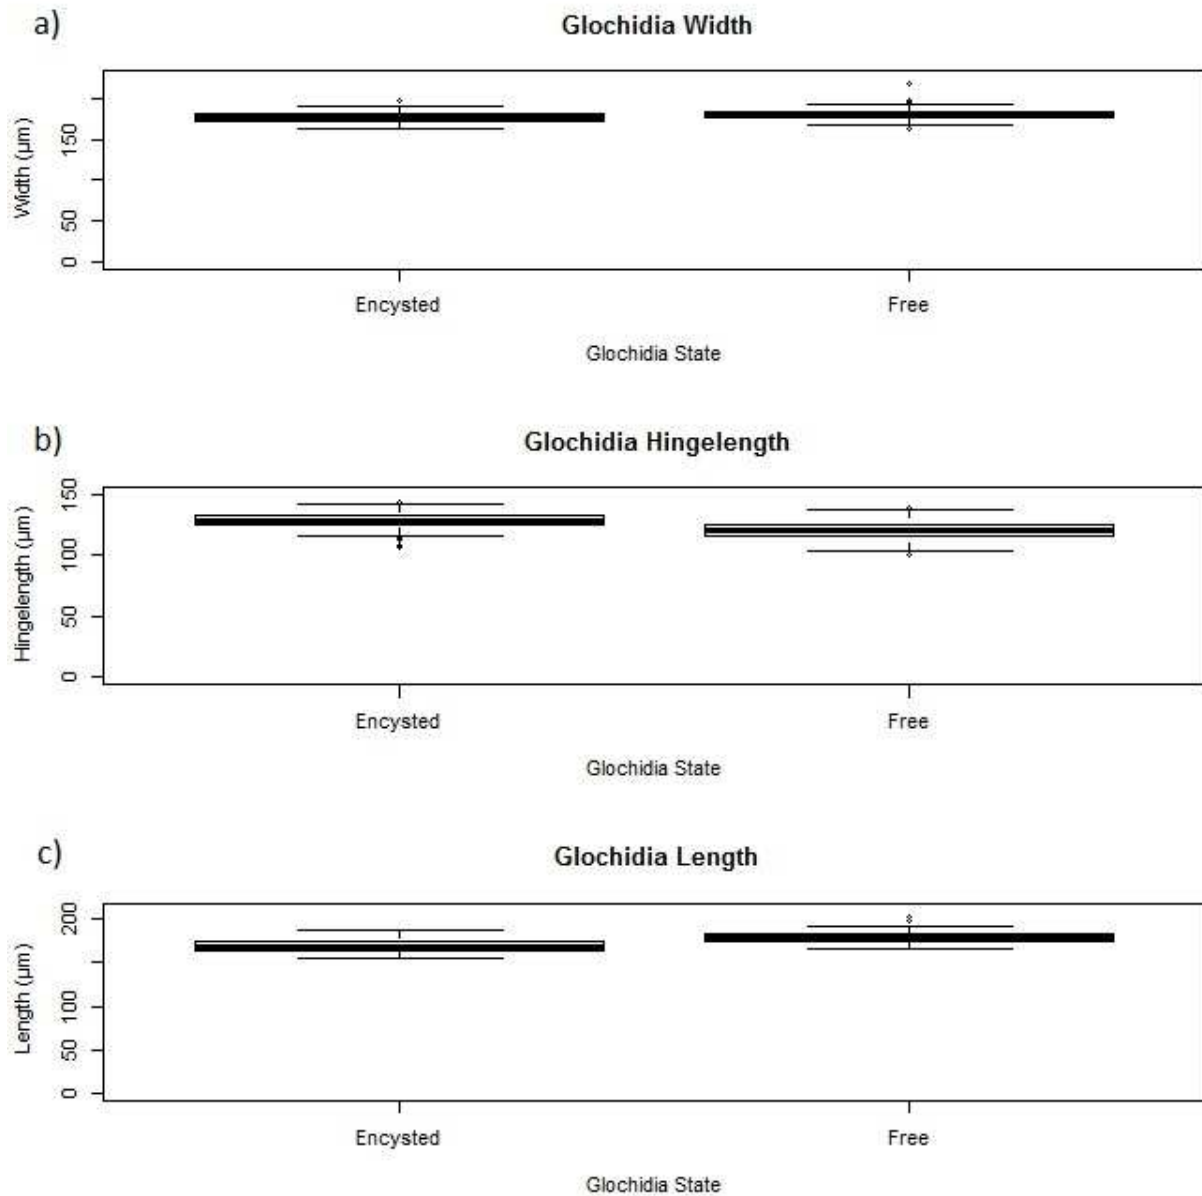 a)
Glochidia Width
Width (µm)
150
50
0
Encysted
Free
Glochidia State
b)
Glochidia Hingelength
Hingelength (µm)
150
100
50
0
Encysted
Free
Glochidia State
c)
Glochidia Length
Length (µm)
200
100
50
0
Encysted
Free
Glochidia State